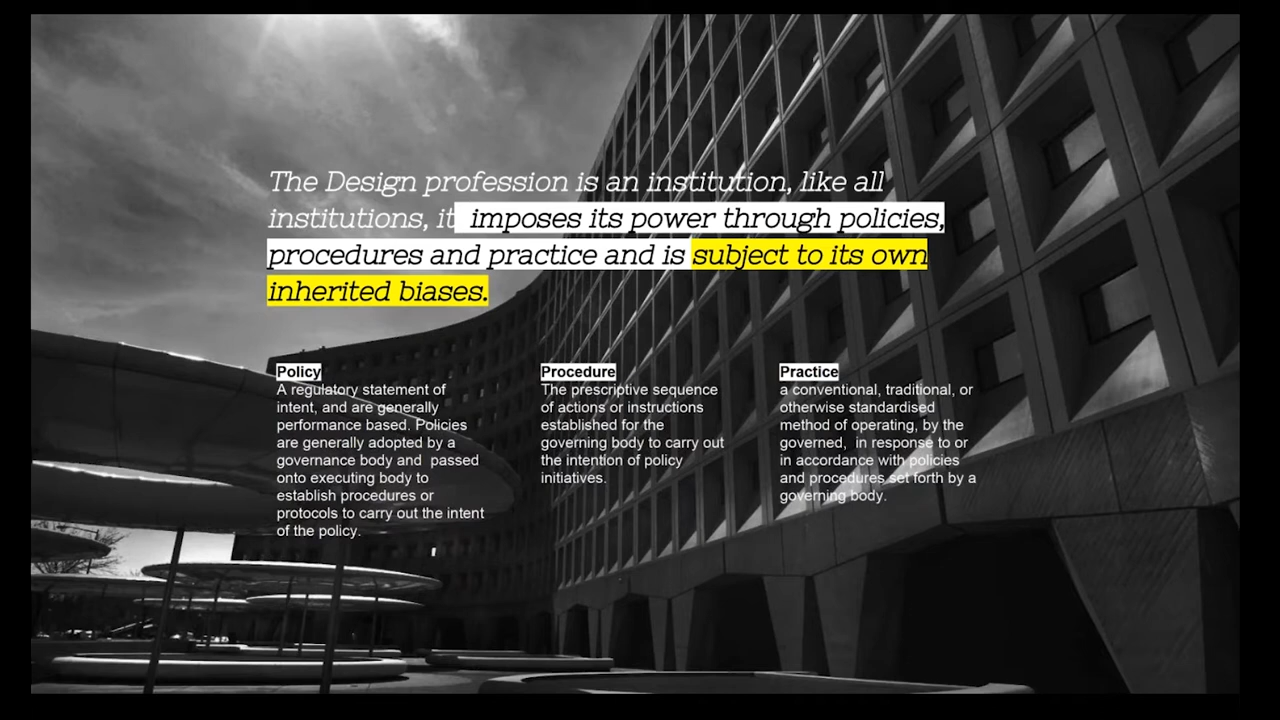 The Design profession is an institution, like all
institutions, it imposes its power through policies,
procedures and practice and is subject to its own
inherited biases.
Policy
A regulatory statement of
intent, and are generally
performance based. Policies
are generally adopted by a
governance body and  passed
onto executing body to
establish procedures or
protocols to carry out the intent
of the policy.
Procedure
The prescriptive sequence
of actions or instructions
established for the
governing body to carry out
the intention of policy
initiatives.
Practice
a conventional, traditional, or
otherwise standardised
method of operating, by the
governed,  in response to or
in accordance with policies
and procedures set forth by a
governing body.